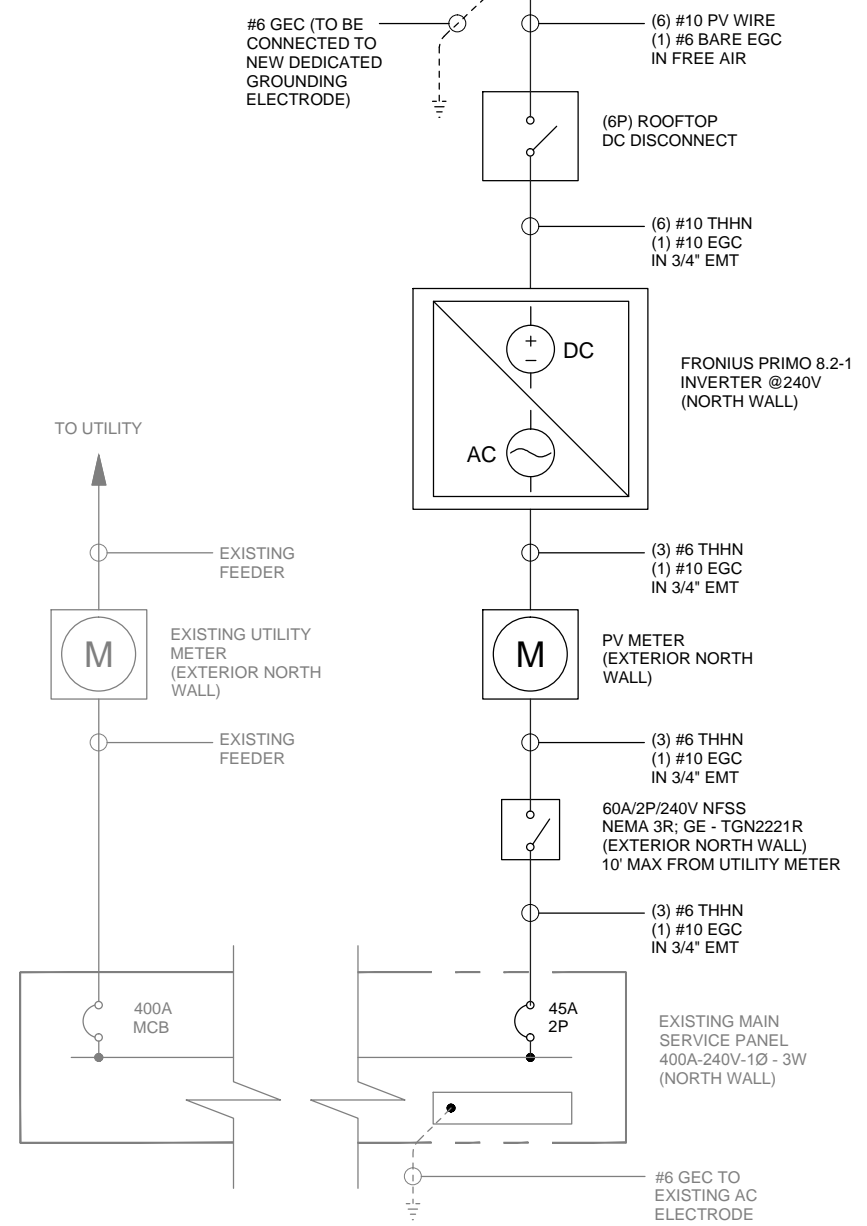 #6 GEC (TO BE
CONNECTED TO
NEW DEDICATED
GROUNDING
ELECTRODE)
(6) #10 PV WIRE
(1) #6 BARE EGC
IN FREE AIR
(6P) ROOFTOP
DC DISCONNECT
(6) #10 THHN
(1) #10 EGC
IN 3/4" EMT
+
−
DC
AC
FRONIUS PRIMO 8.2-1
INVERTER @240V
(NORTH WALL)
TO UTILITY
EXISTING
FEEDER
(3) #6 THHN
(1) #10 EGC
IN 3/4" EMT
M
EXISTING UTILITY
METER
(EXTERIOR NORTH
WALL)
M
PV METER
(EXTERIOR NORTH
WALL)
EXISTING
FEEDER
(3) #6 THHN
(1) #10 EGC
IN 3/4" EMT
60A/2P/240V NFSS
NEMA 3R; GE - TGN2221R
(EXTERIOR NORTH WALL)
10' MAX FROM UTILITY METER
(3) #6 THHN
(1) #10 EGC
IN 3/4" EMT
400A
MCB
45A
2P
EXISTING MAIN
SERVICE PANEL
400A-240V-1Ø - 3W
(NORTH WALL)
#6 GEC TO
EXISTING AC
ELECTRODE